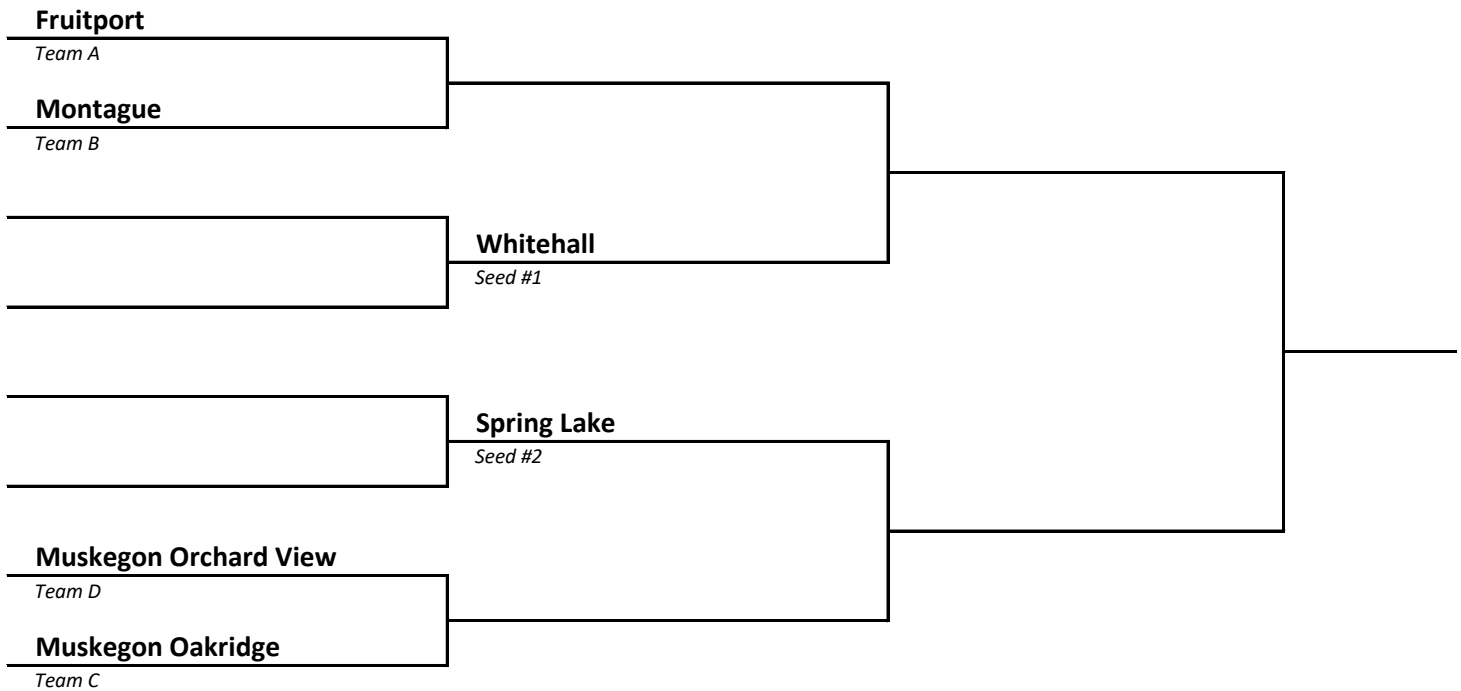 Fruitport
Team A
Montague
Team B
Whitehall
Seed #1
Spring Lake
Seed #2
Muskegon Orchard View
Team D
Muskegon Oakridge
Team C